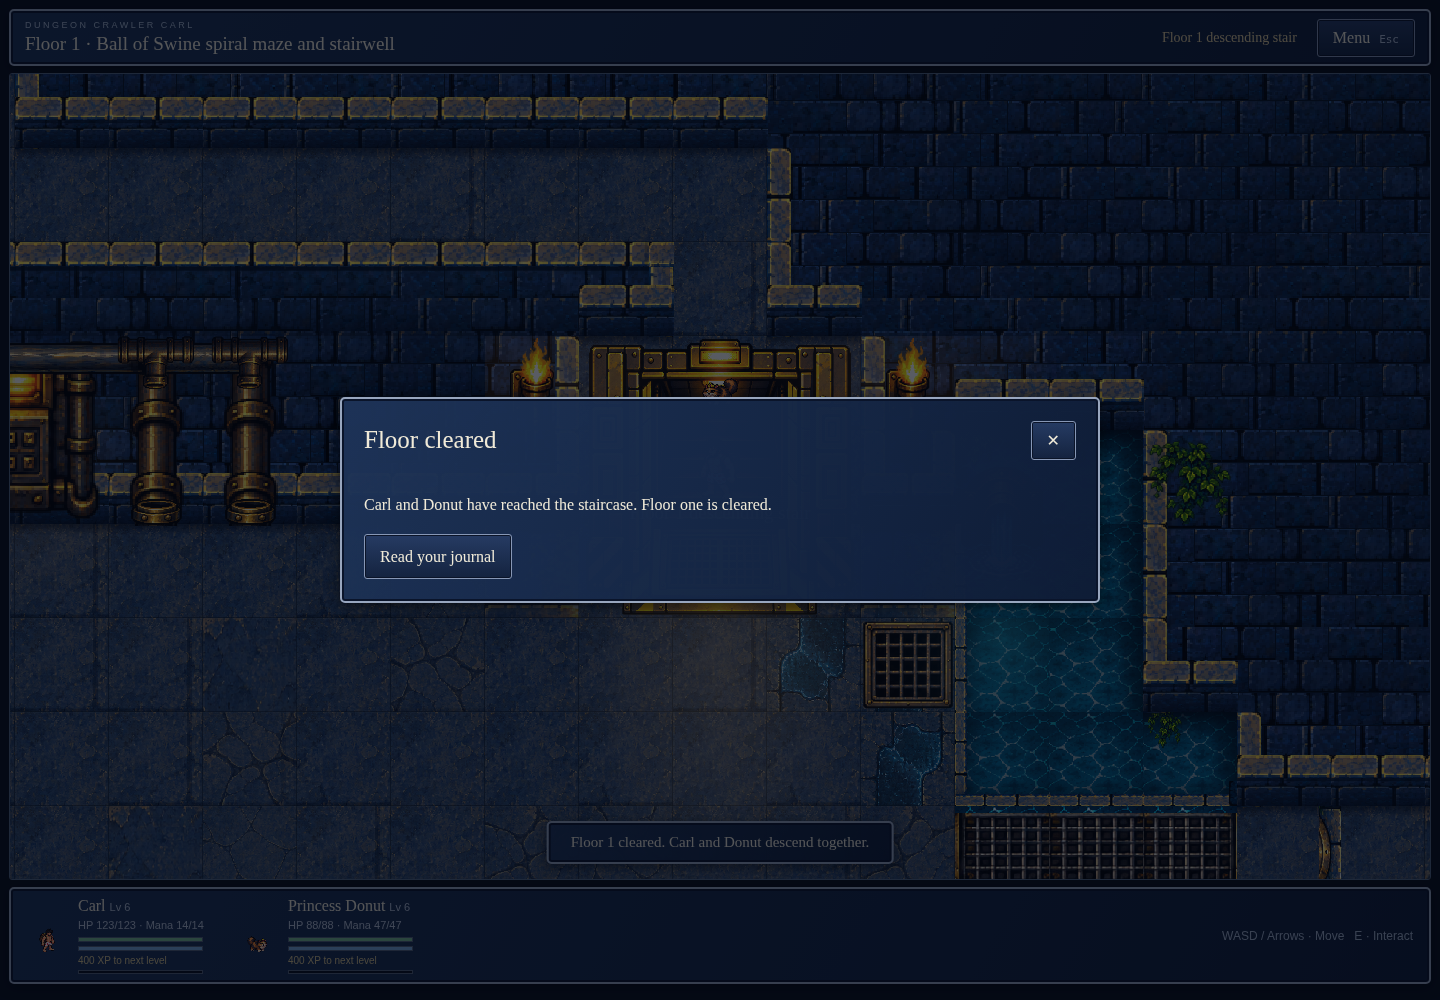 DUNGEON CRAWLER CARL
Floor 1 · Ball of Swine spiral maze and stairwell
Floor 1 descending stair
Menu Esc
Floor cleared
✕
Carl and Donut have reached the staircase. Floor one is cleared.
Read your journal
Floor 1 cleared. Carl and Donut descend together.
Carl Lv 6
HP 123/123 · Mana 14/14
400 XP to next level
Princess Donut Lv 6
HP 88/88 · Mana 47/47
400 XP to next level
WASD / Arrows · Move E · Interact